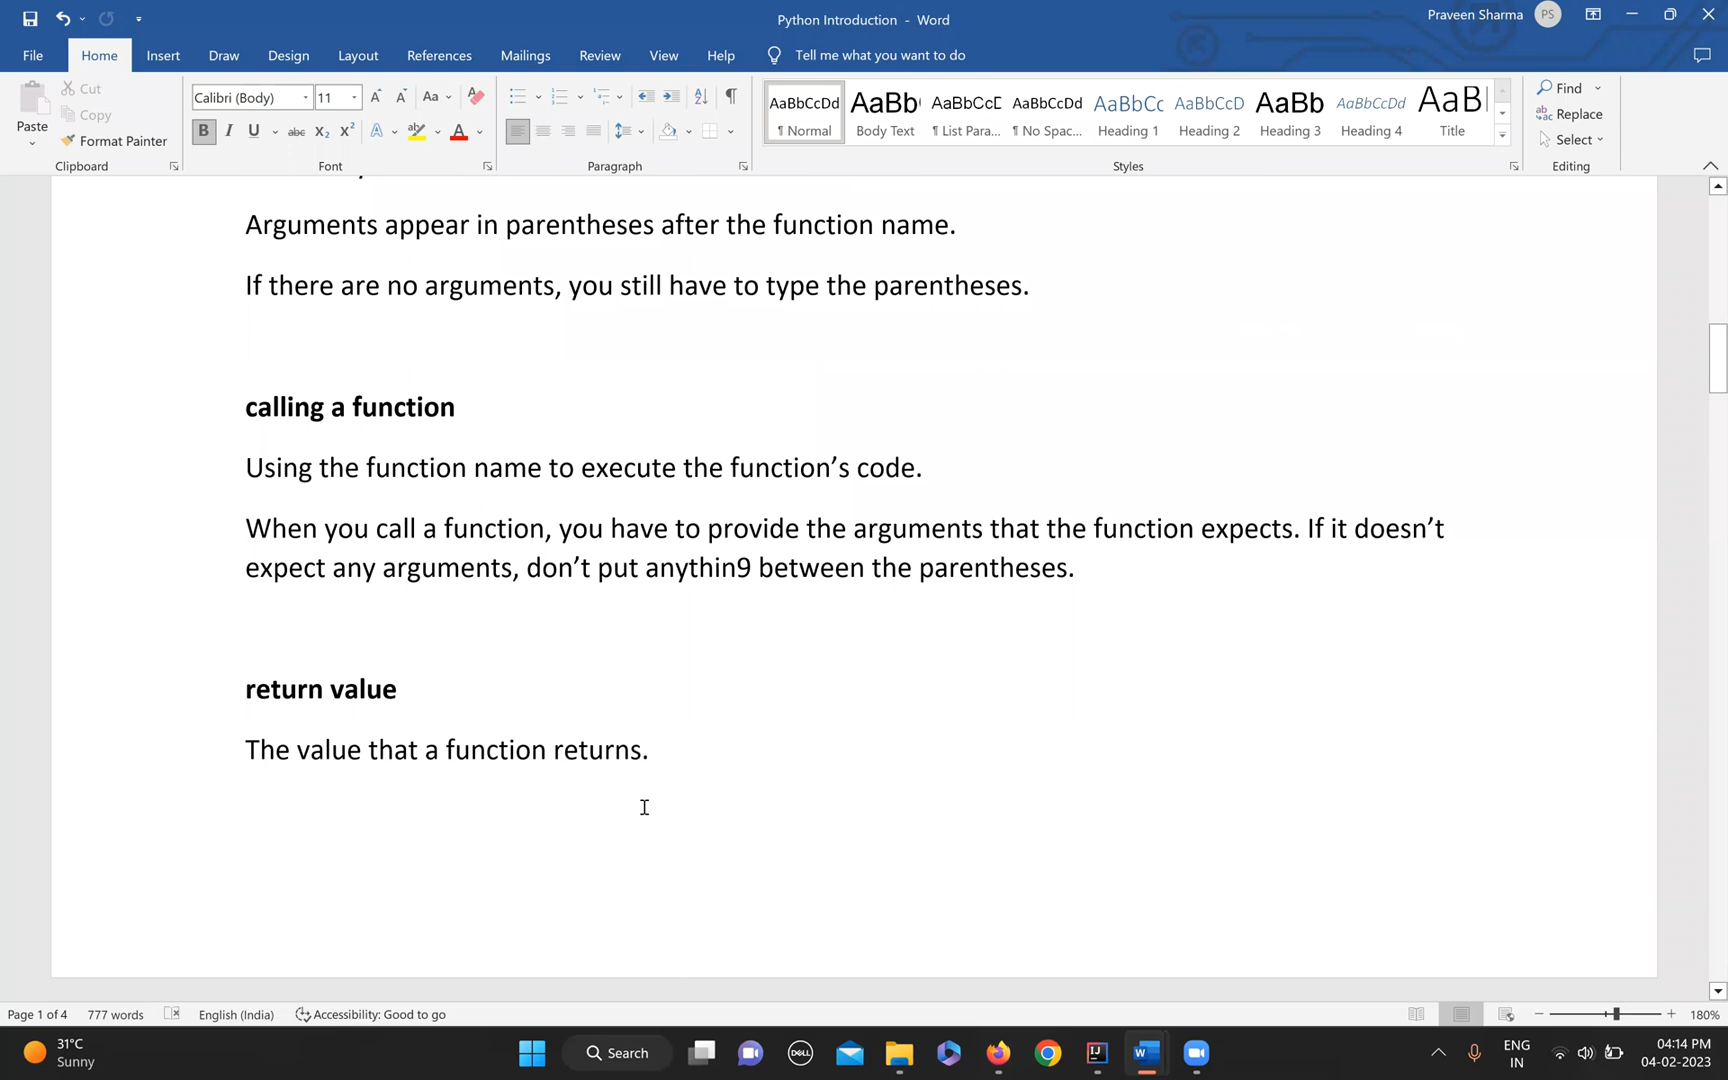 Python Introduction - Word
Praveen Sharma
PS
File Home Insert Draw Design Layout References Mailings Review View Help Tell me what you want to do
Paste
Cut
Copy
Format Painter
Clipboard
Calibri (Body) 11
Font
Paragraph
AaBbCcDd ¶ Normal
AaBb( Body Text
AaBbCcE ¶ List Para...
AaBbCcDd ¶ No Spac...
AaBbCc Heading 1
AaBbCcD Heading 2
AaBb Heading 3
AaBbCcDd Heading 4
AaB Title
Styles
Find
Replace
Select
Editing
Arguments appear in parentheses after the function name.
If there are no arguments, you still have to type the parentheses.
calling a function
Using the function name to execute the function’s code.
When you call a function, you have to provide the arguments that the function expects. If it doesn’t
expect any arguments, don’t put anythin9 between the parentheses.
return value
The value that a function returns.
Page 1 of 4 777 words English (India) Accessibility: Good to go 180%
31°C
Sunny
Search
DELL
ENG
IN
04:14 PM
04-02-2023